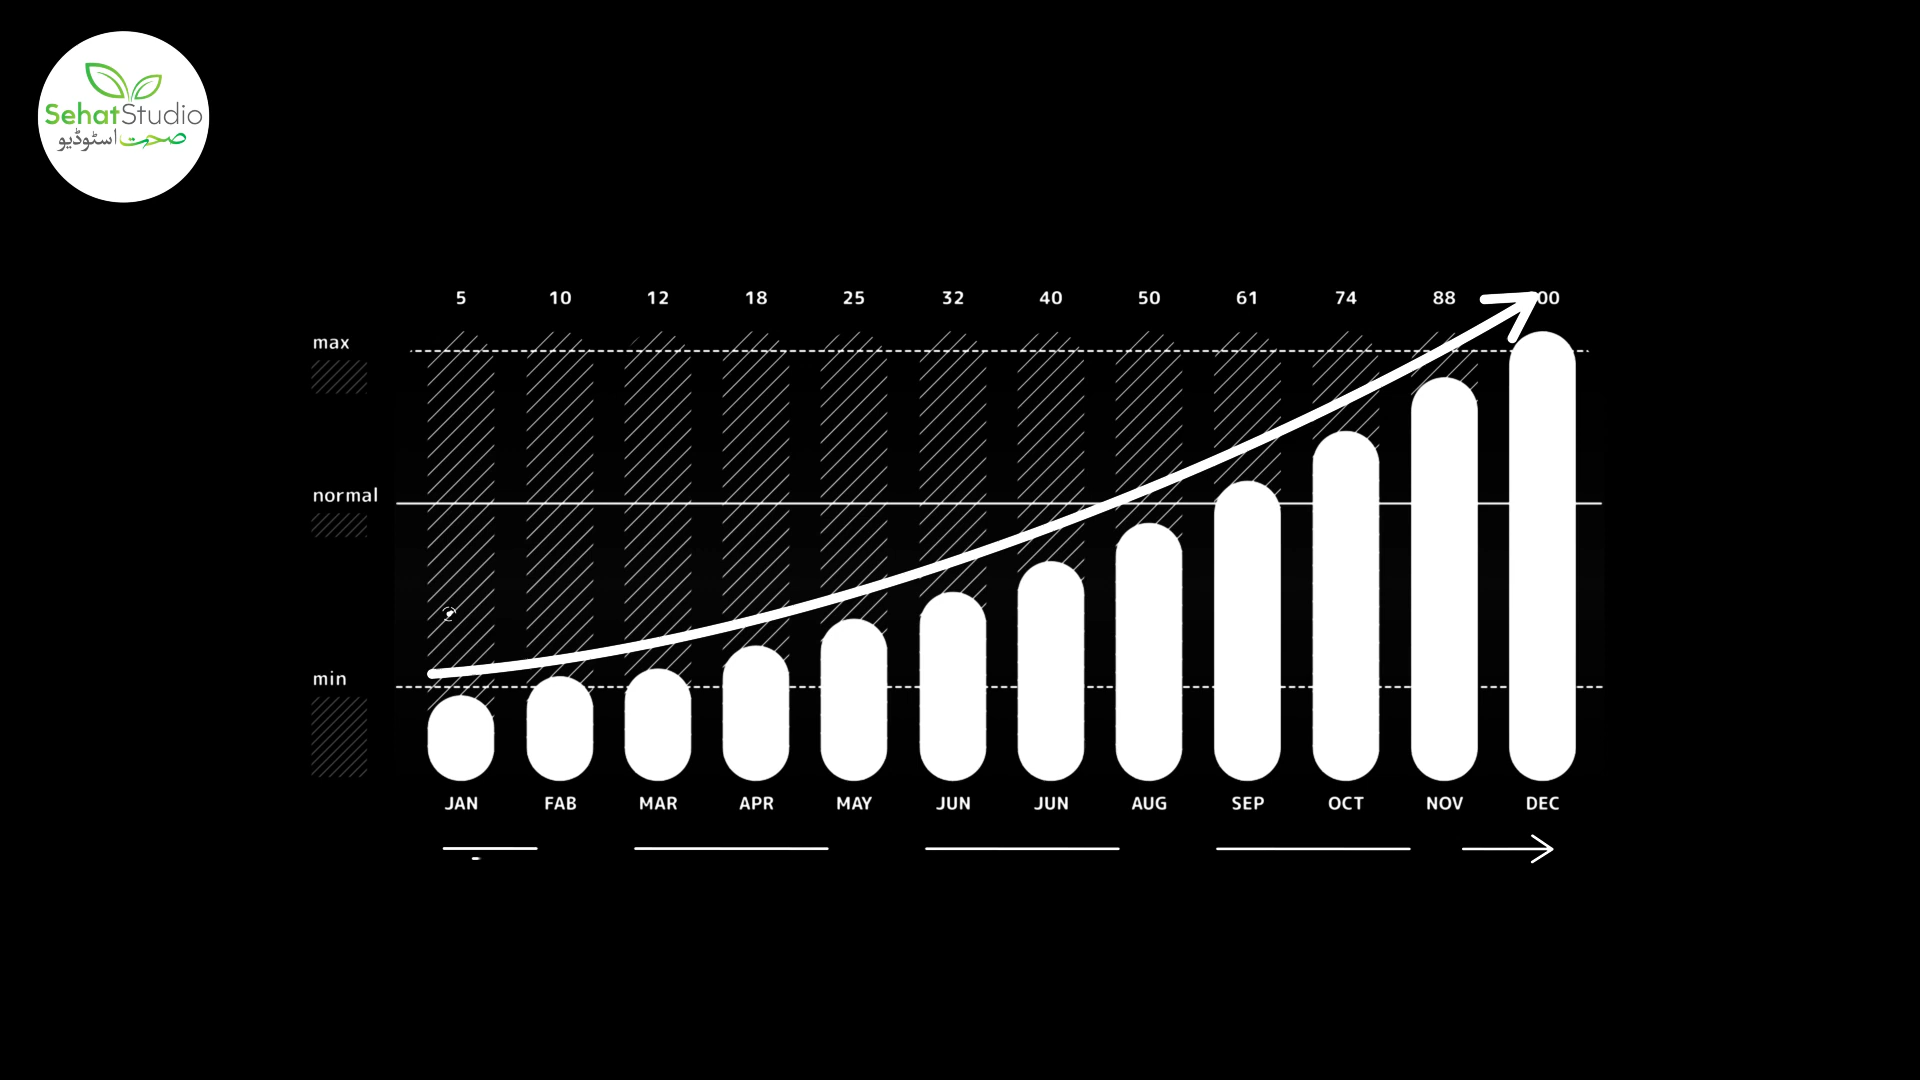 SehatStudio
صحت اسٹوڈیو
5 10 12 18 25 32 40 50 61 74 88 00
max
normal
min
JAN FAB MAR APR MAY JUN JUN AUG SEP OCT NOV DEC